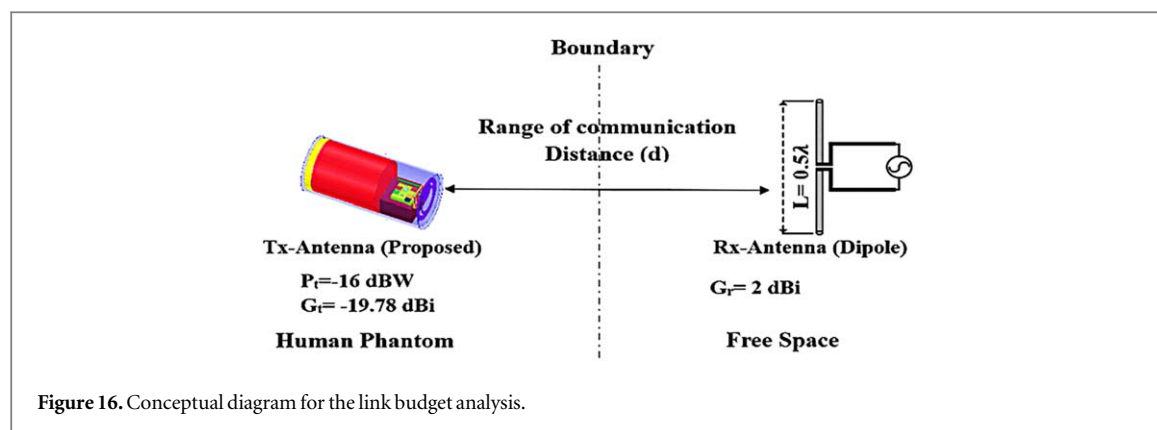 Boundary
Range of communication
Distance (d)
L= 0.5λ
Tx-Antenna (Proposed)
Pₜ=-16 dBW
Gₜ= -19.78 dBi
Human Phantom
Rx-Antenna (Dipole)
Gᵣ= 2 dBi
Free Space
Figure 16. Conceptual diagram for the link budget analysis.